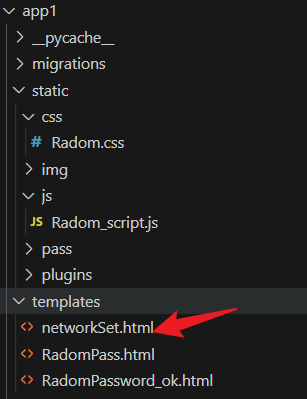 app1
__pycache__
migrations
static
css
# Radom.css
img
js
JS Radom_script.js
pass
plugins
templates
<> networkSet.html
<> RadomPass.html
<> RadomPassword_ok.html